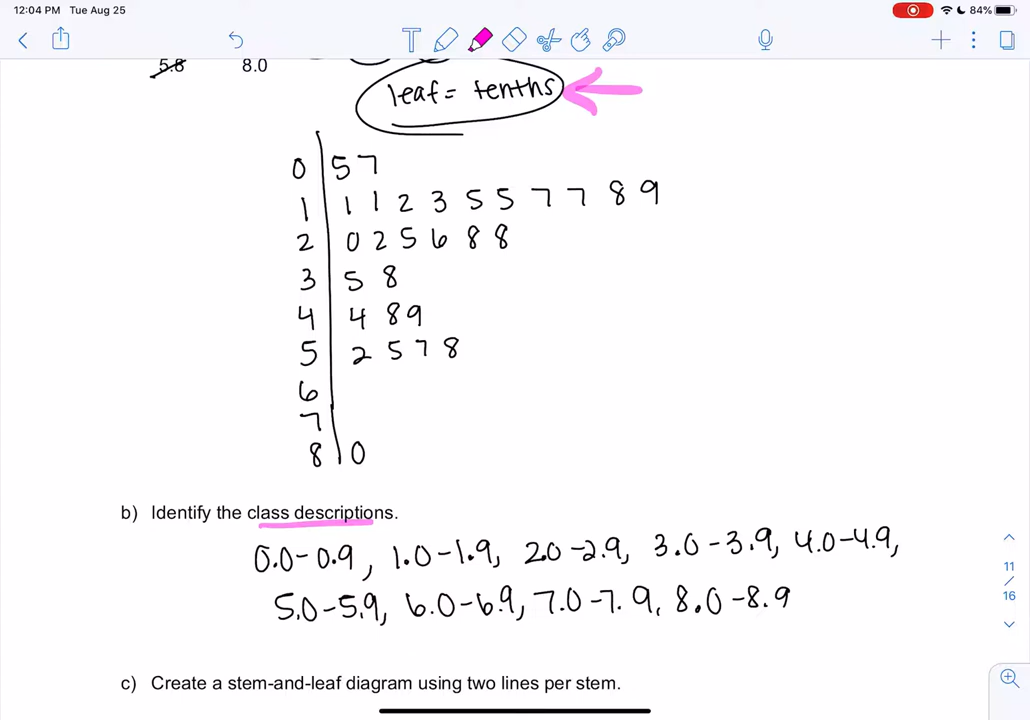 12:04 PM Tue Aug 25 84%
5.8 8.0
leaf = tenths
0 5 7
1 1 1 2 3 5 5 7 7 8 9
2 0 2 5 6 8 8
3 5 8
4 4 8 9
5 2 5 7 8
6
7
8 0
b) Identify the class descriptions.
0.0-0.9, 1.0-1.9, 2.0-2.9, 3.0-3.9, 4.0-4.9,
5.0-5.9, 6.0-6.9, 7.0-7.9, 8.0-8.9
11
/
16
c) Create a stem-and-leaf diagram using two lines per stem.